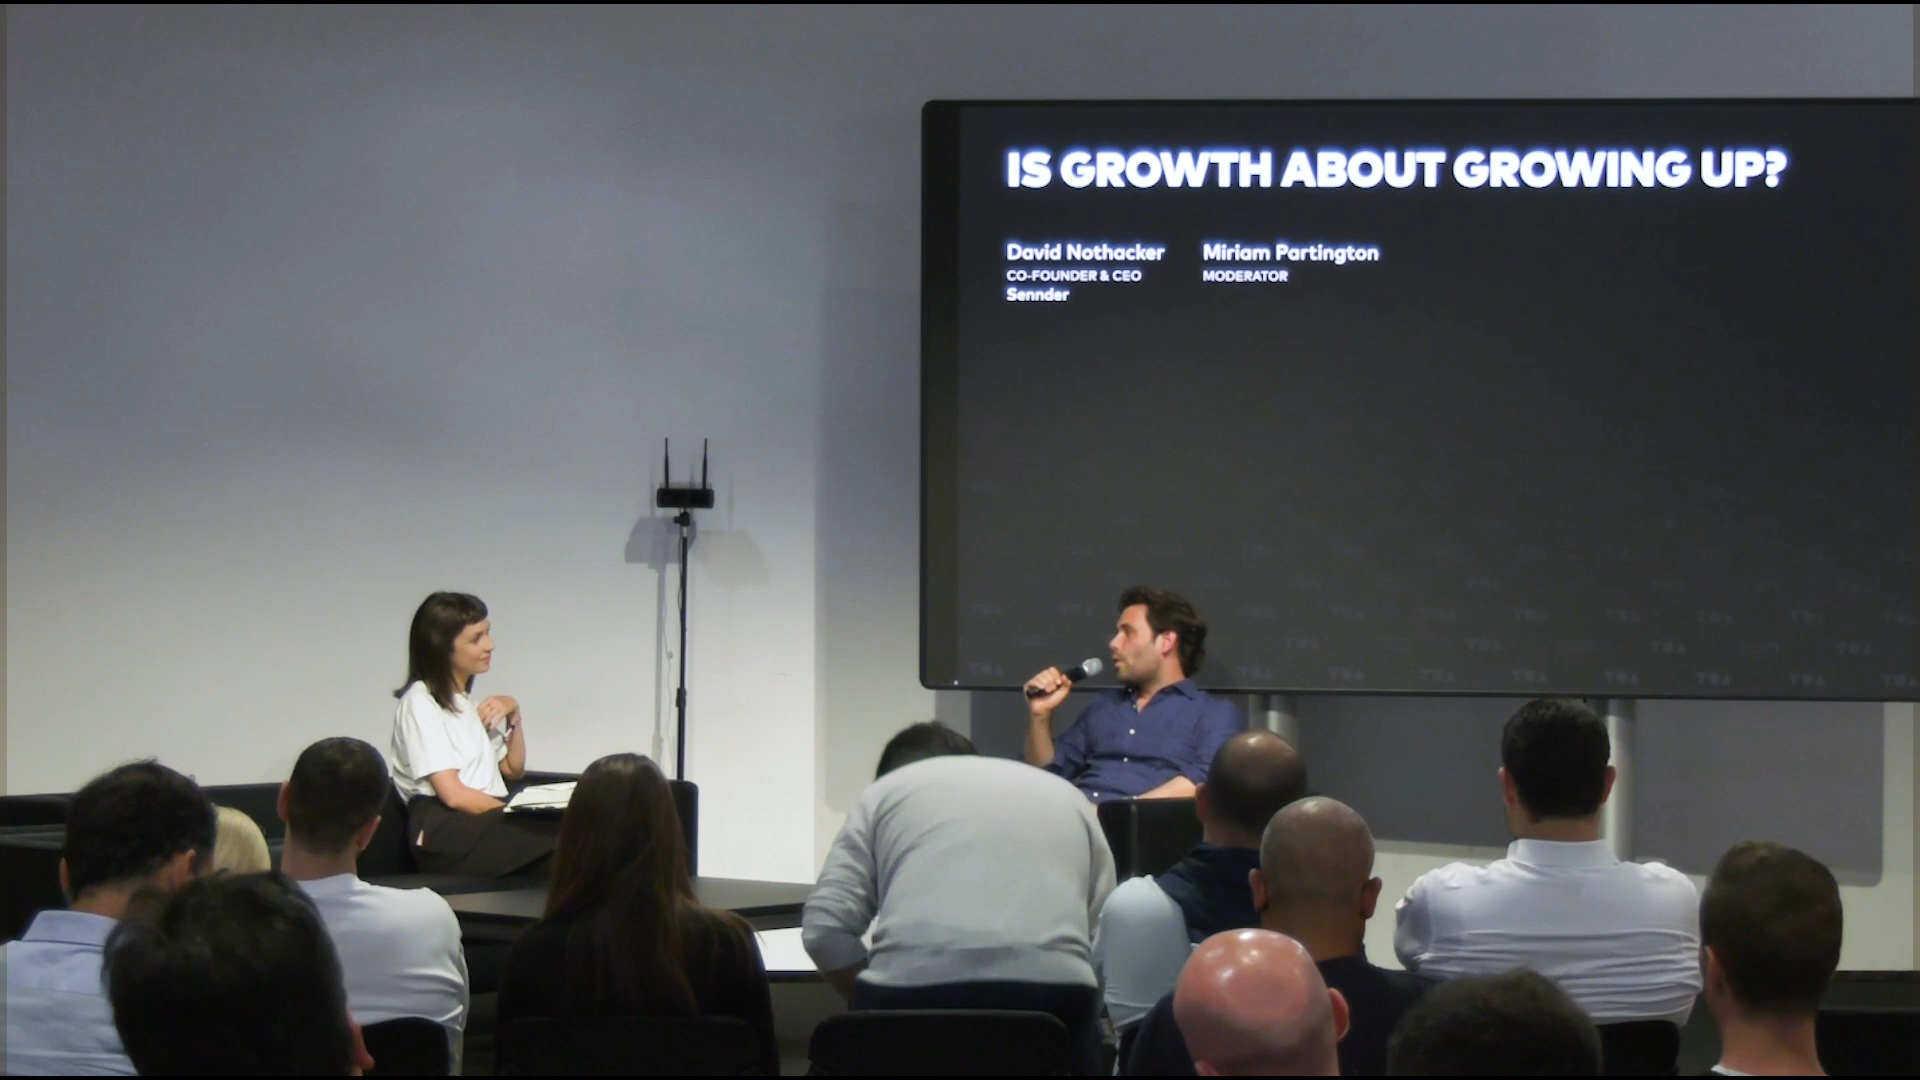 IS GROWTH ABOUT GROWING UP?
David Nothacker Miriam Partington
CO-FOUNDER & CEO MODERATOR
Sennder